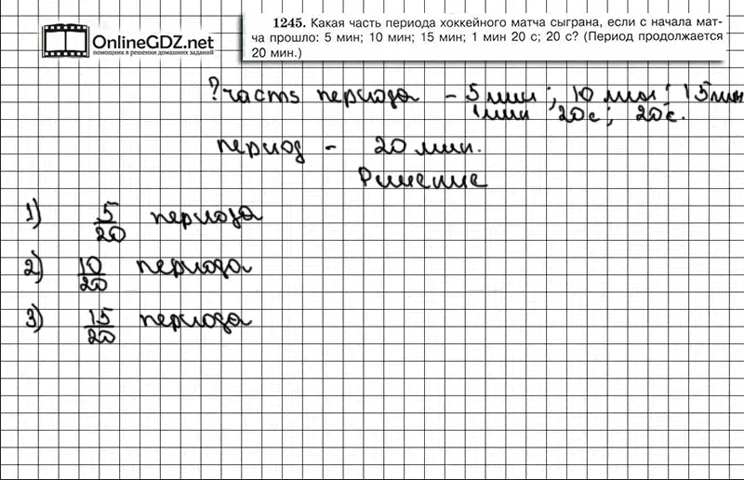 OnlineGDZ.net
помощник в решении домашних заданий
1245. Какая часть периода хоккейного матча сыграна, если с начала мат-
ча прошло: 5 мин; 10 мин; 15 мин; 1 мин 20 с; 20 с? (Период продолжается
20 мин.)
? часть периода - 5 мин; 10 мин; 15 мин
1 мин 20с; 20с.
период - 20 мин.
Решение
1) 5/20 периода
2) 10/20 периода
3) 15/20 периода